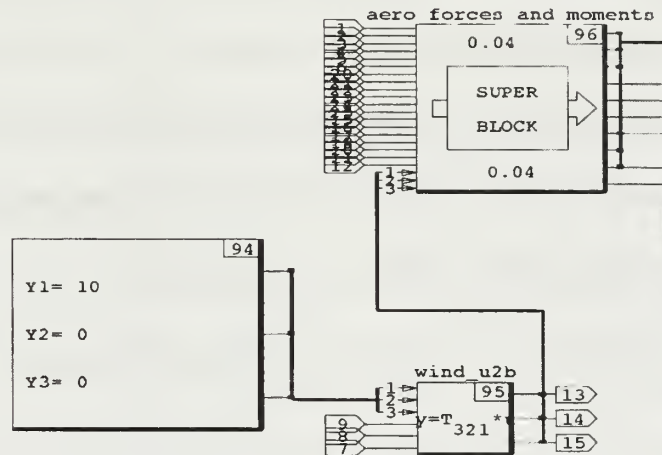 aero forces and moments
96
0.04
SUPER
BLOCK
12
0.04
1
2
3
94
Y1= 10
Y2= 0
Y3= 0
wind_u2b
1
2
3
95
y=T321*
13
14
15
9
8
7